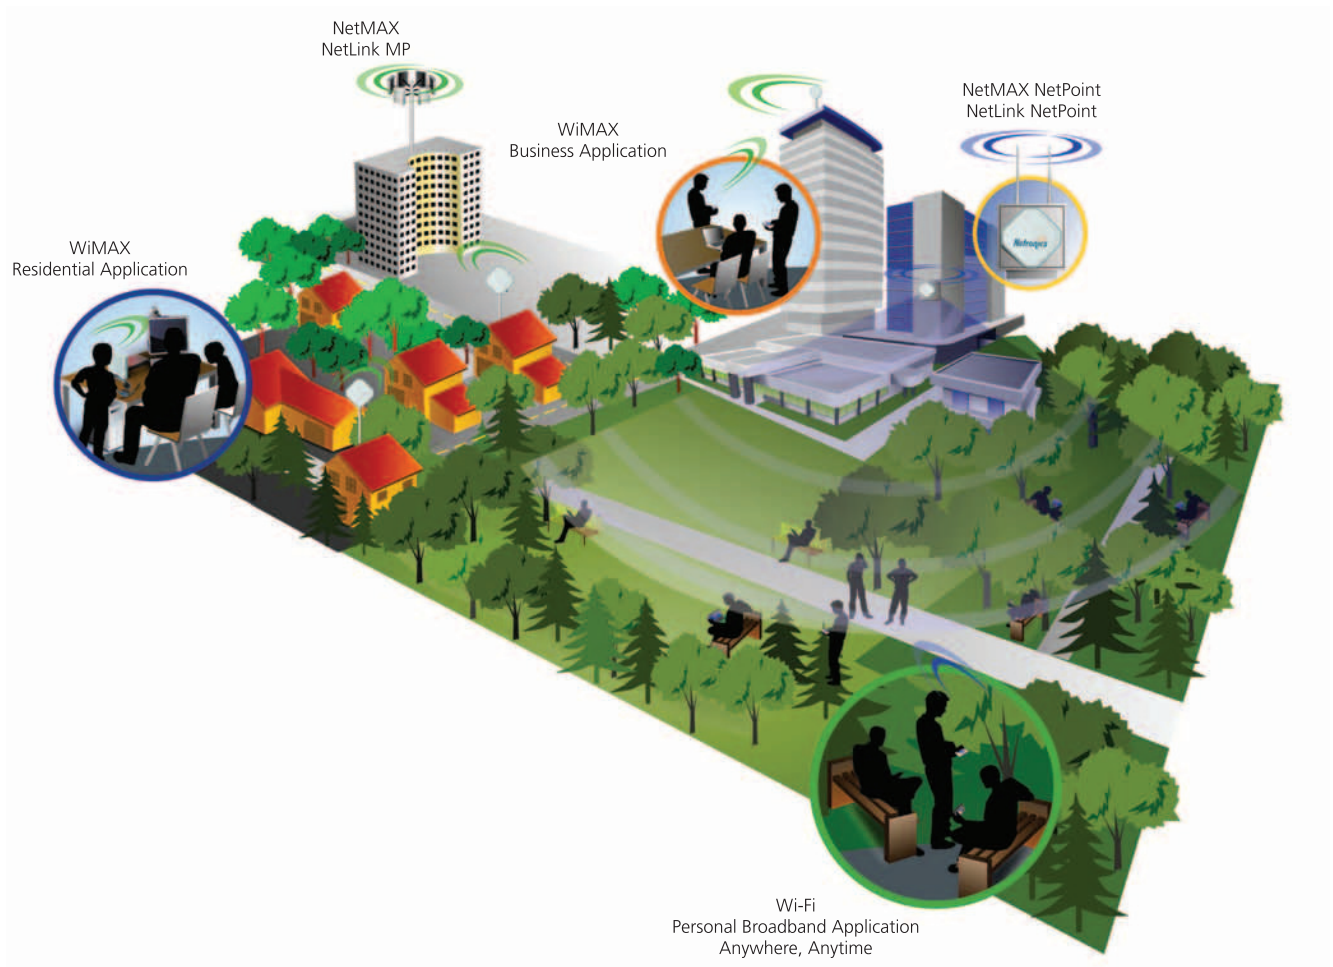 NetMAX
NetLink MP
WiMAX
Business Application
NetMAX NetPoint
NetLink NetPoint
WiMAX
Residential Application
Netronics
Wi-Fi
Personal Broadband Application
Anywhere, Anytime